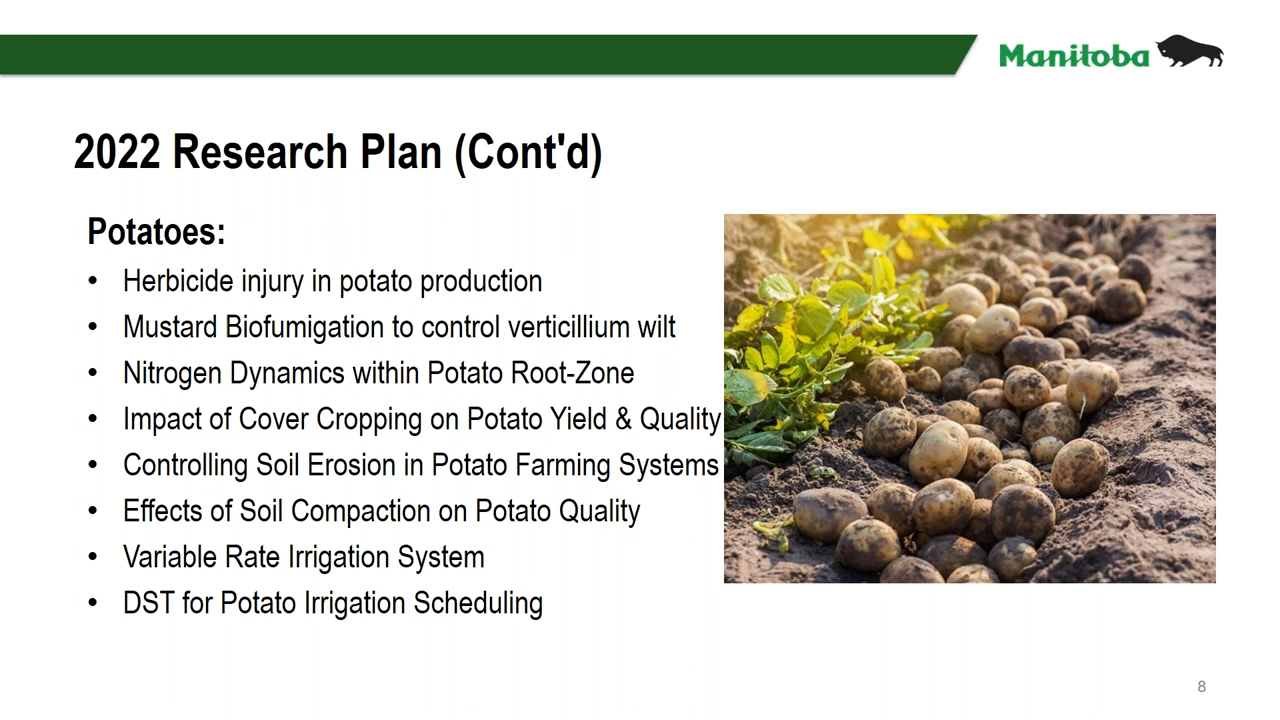 Manitoba
2022 Research Plan (Cont'd)
Potatoes:
• Herbicide injury in potato production
• Mustard Biofumigation to control verticillium wilt
• Nitrogen Dynamics within Potato Root-Zone
• Impact of Cover Cropping on Potato Yield & Quality
• Controlling Soil Erosion in Potato Farming Systems
• Effects of Soil Compaction on Potato Quality
• Variable Rate Irrigation System
• DST for Potato Irrigation Scheduling
8